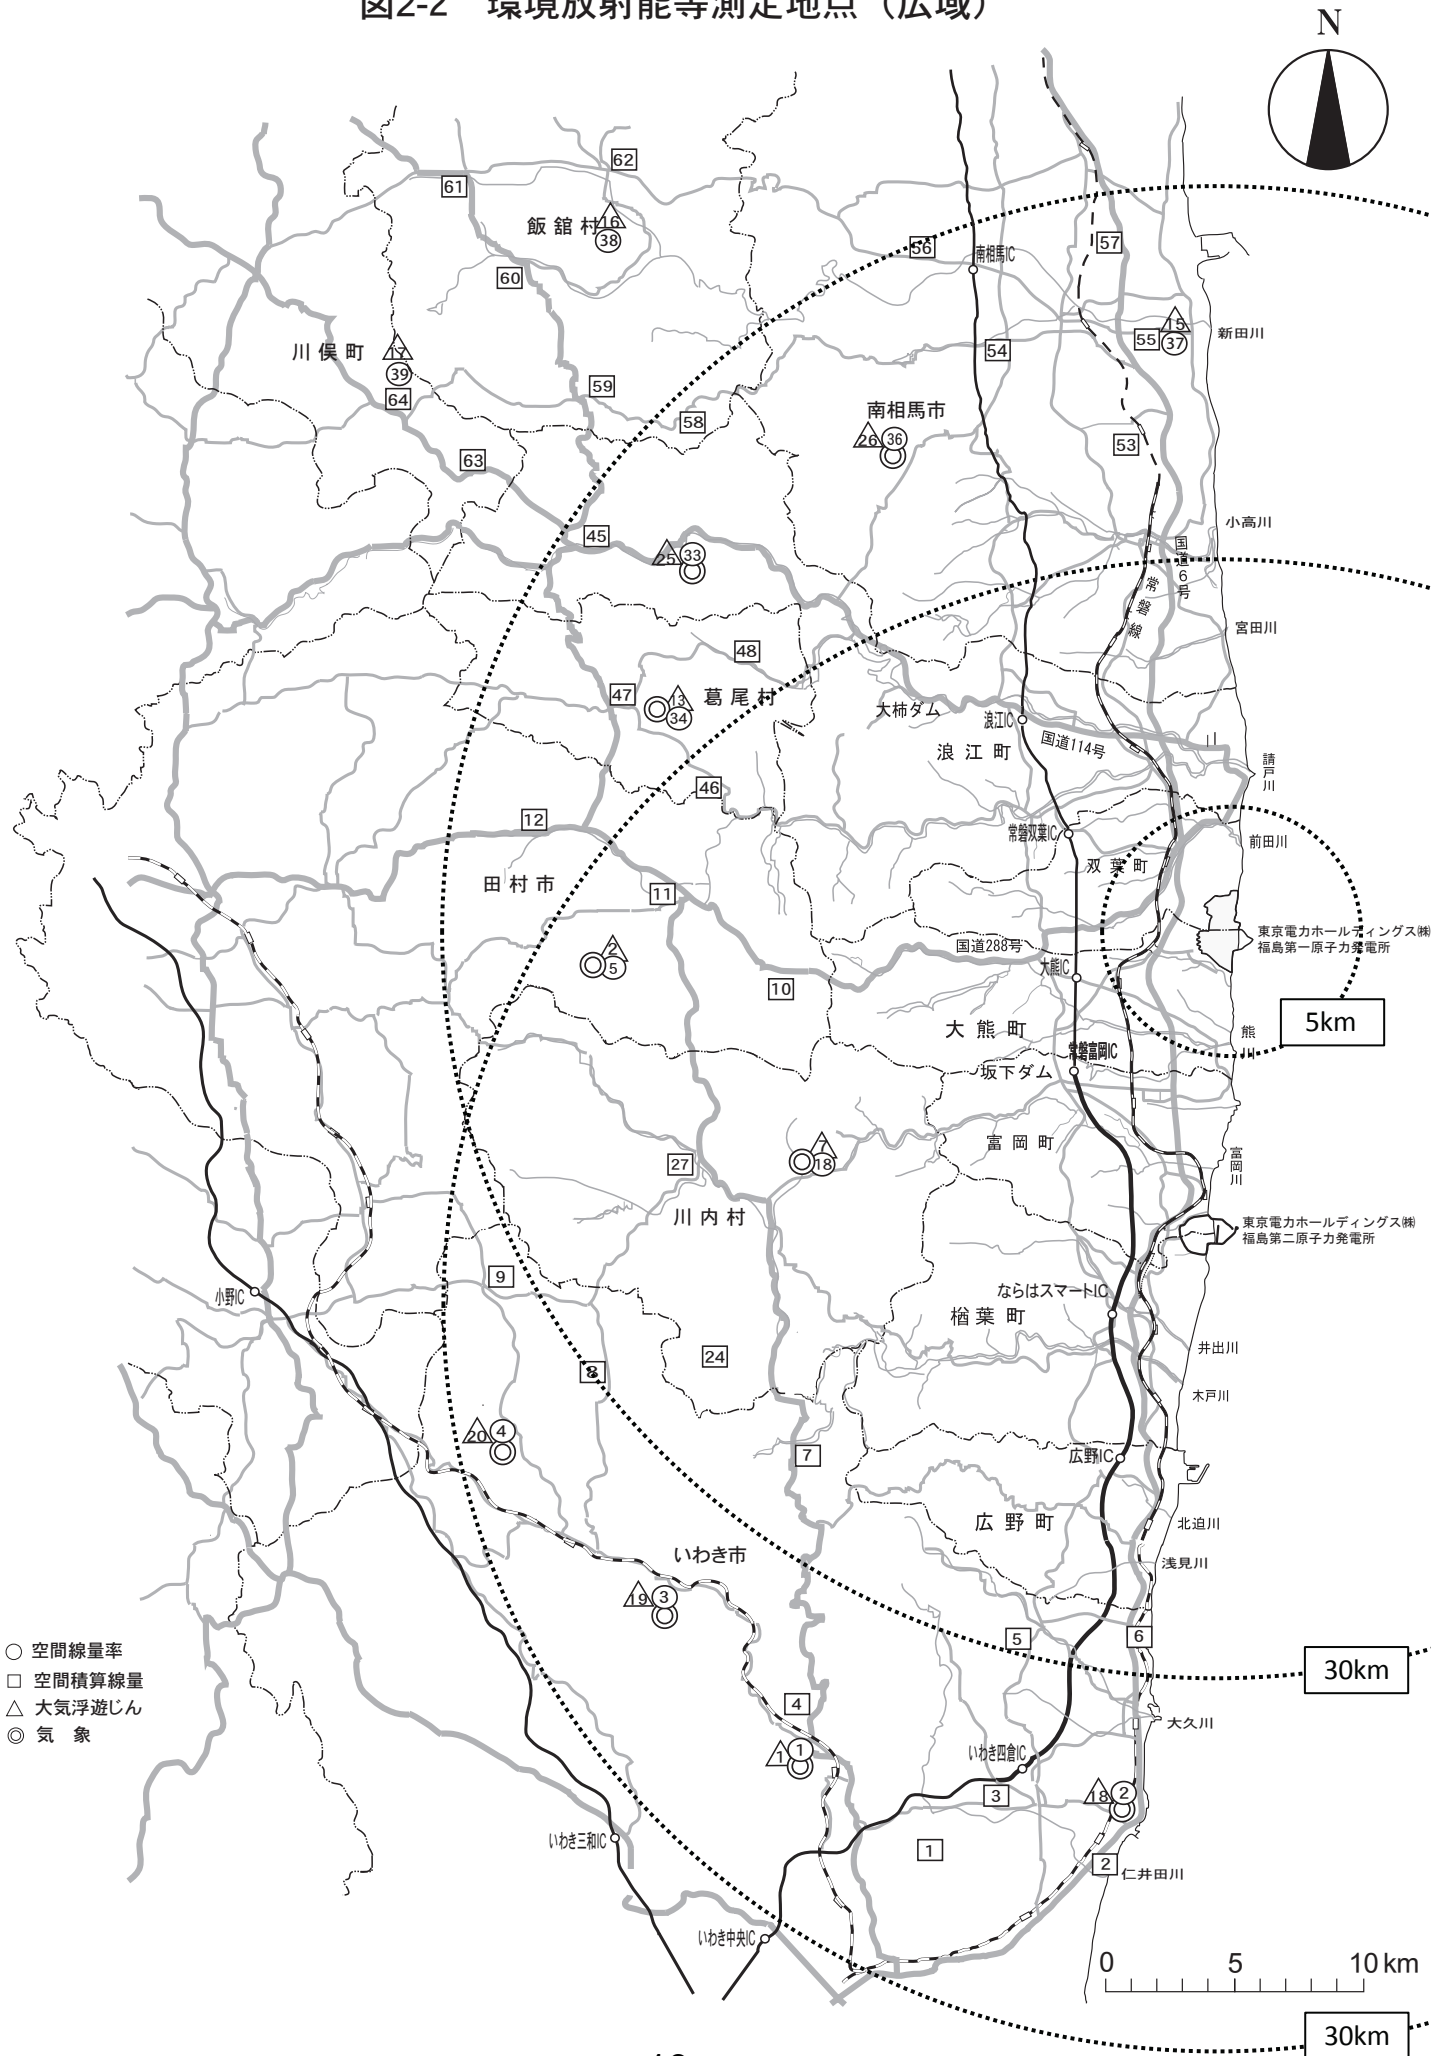 図2-2 環境放射能等測定地点(広域)
N
62
61
飯舘村
16
38
56
57
南相馬IC
60
15
55
37
新田川
川俣町
17
39
54
59
64
南相馬市
58
26
36
53
63
小高川
45
25
33
国道6号
常磐線
宮田川
48
47
13
34
葛尾村
大柿ダム
浪江IC
国道114号
浪江町
請戸川
46
12
常磐双葉IC
前田川
双葉町
田村市
11
2
5
国道288号
東京電力ホールディングス㈱
福島第一原子力発電所
大熊IC
10
5km
大熊町
熊川
常磐富岡IC
坂下ダム
富岡町
7
18
27
富岡川
川内村
東京電力ホールディングス㈱
福島第二原子力発電所
9
小野IC
ならはスマートIC
楢葉町
井出川
24
8
木戸川
20
4
7
広野IC
広野町
北迫川
いわき市
浅見川
19
3
5
6
○ 空間線量率
□ 空間積算線量
△ 大気浮遊じん
◎ 気 象
30km
4
大久川
1
1
いわき四倉IC
3
18
2
いわき三和IC
1
2
仁井田川
いわき中央IC
0 5 10 km
30km